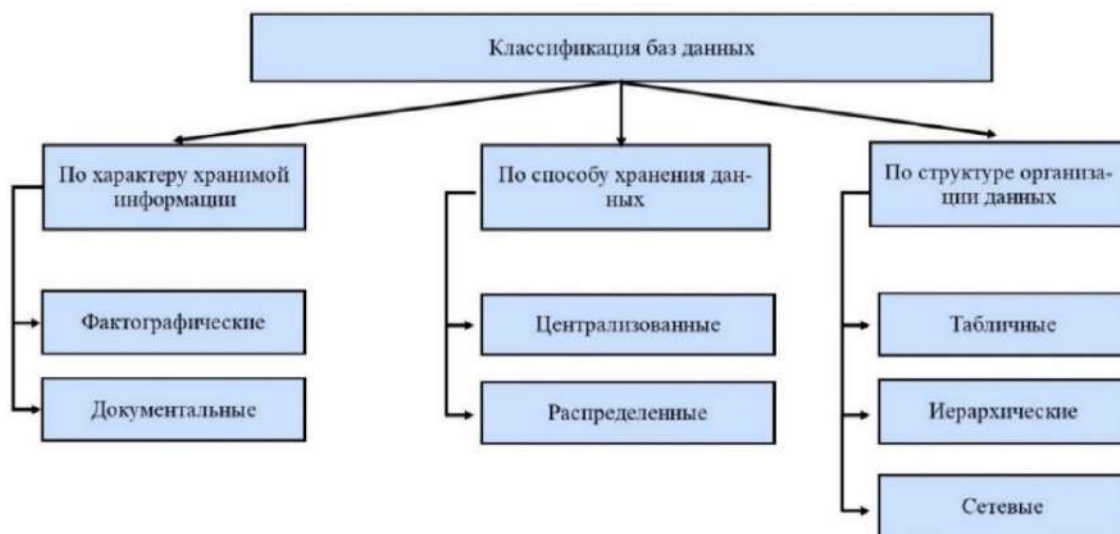 Классификация баз данных
По характеру хранимой
информации
Фактографические
Документальные
По способу хранения дан-
ных
Централизованные
Распределенные
По структуре организа-
ции данных
Табличные
Иерархические
Сетевые